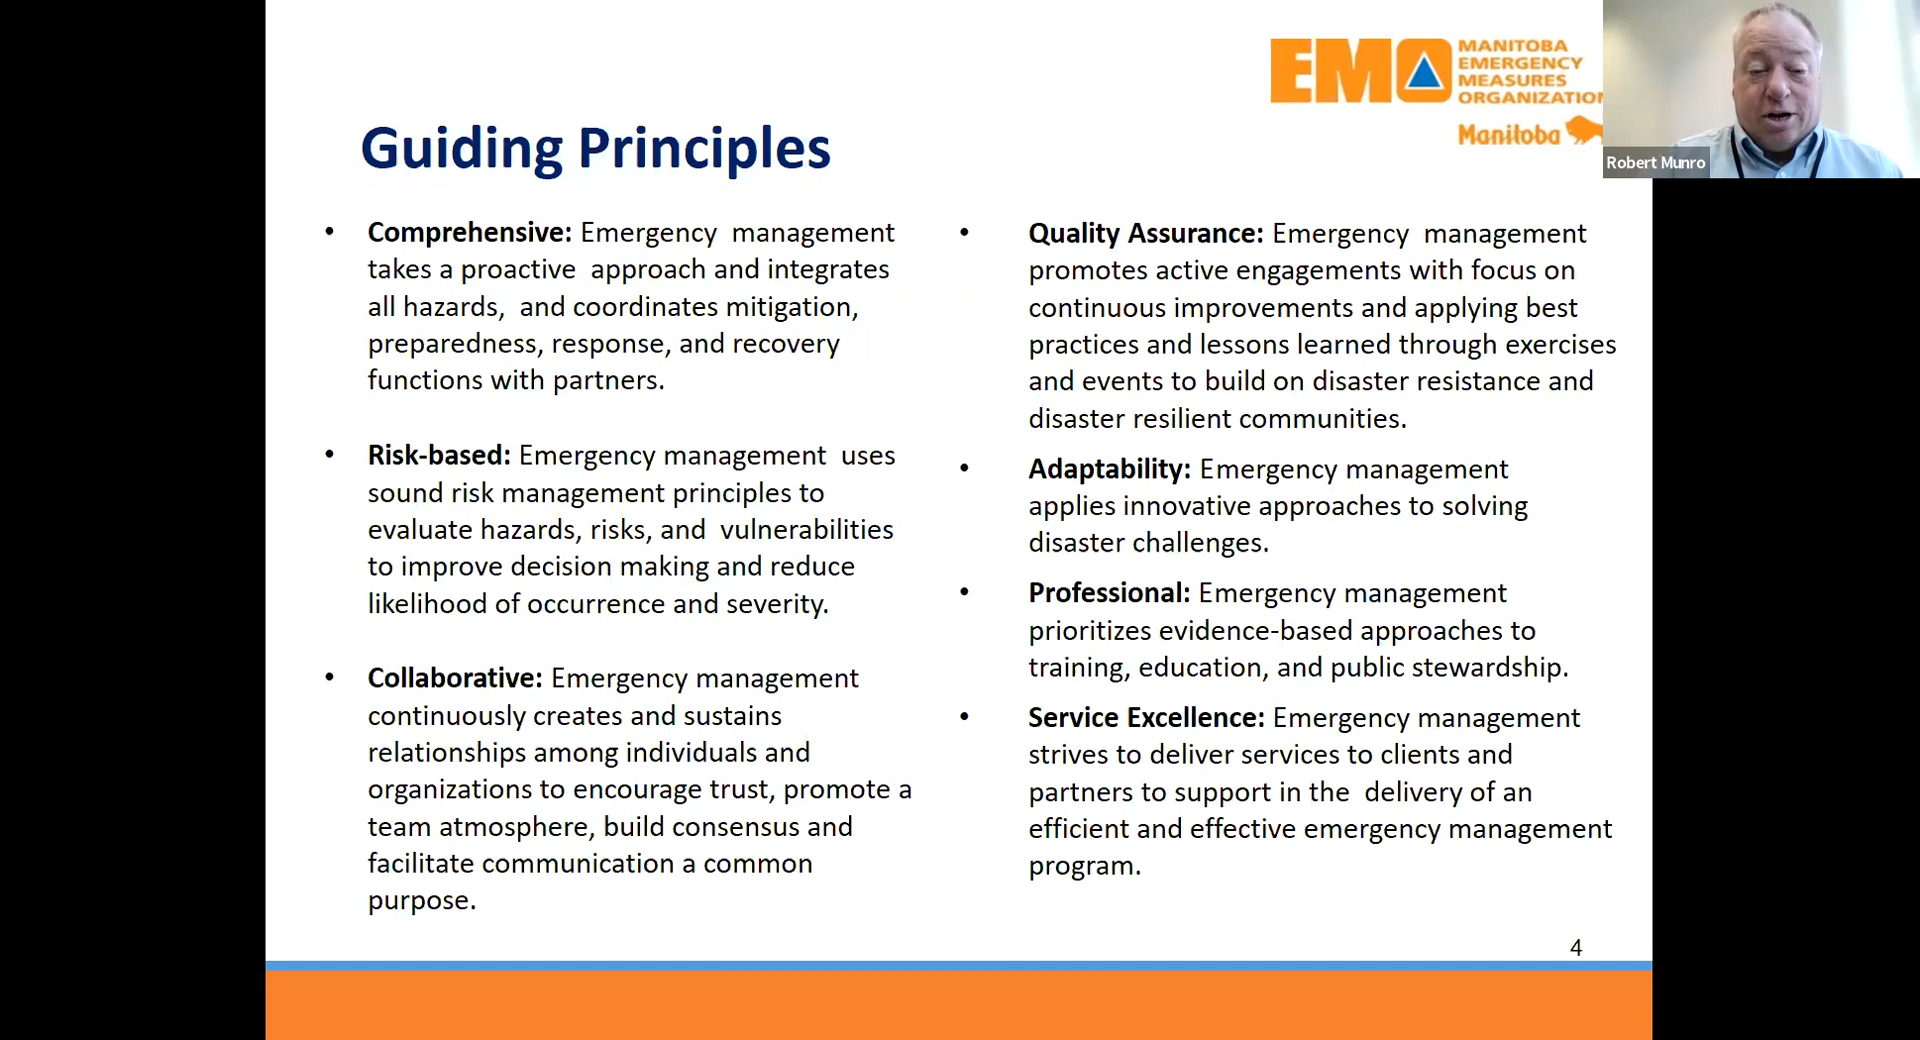 EMO MANITOBA
EMERGENCY
MEASURES
ORGANIZATION
Manitoba
Robert Munro
Guiding Principles
• Comprehensive: Emergency management
takes a proactive approach and integrates
all hazards, and coordinates mitigation,
preparedness, response, and recovery
functions with partners.
• Risk-based: Emergency management uses
sound risk management principles to
evaluate hazards, risks, and vulnerabilities
to improve decision making and reduce
likelihood of occurrence and severity.
• Collaborative: Emergency management
continuously creates and sustains
relationships among individuals and
organizations to encourage trust, promote a
team atmosphere, build consensus and
facilitate communication a common
purpose.
• Quality Assurance: Emergency management
promotes active engagements with focus on
continuous improvements and applying best
practices and lessons learned through exercises
and events to build on disaster resistance and
disaster resilient communities.
• Adaptability: Emergency management
applies innovative approaches to solving
disaster challenges.
• Professional: Emergency management
prioritizes evidence-based approaches to
training, education, and public stewardship.
• Service Excellence: Emergency management
strives to deliver services to clients and
partners to support in the delivery of an
efficient and effective emergency management
program.
4